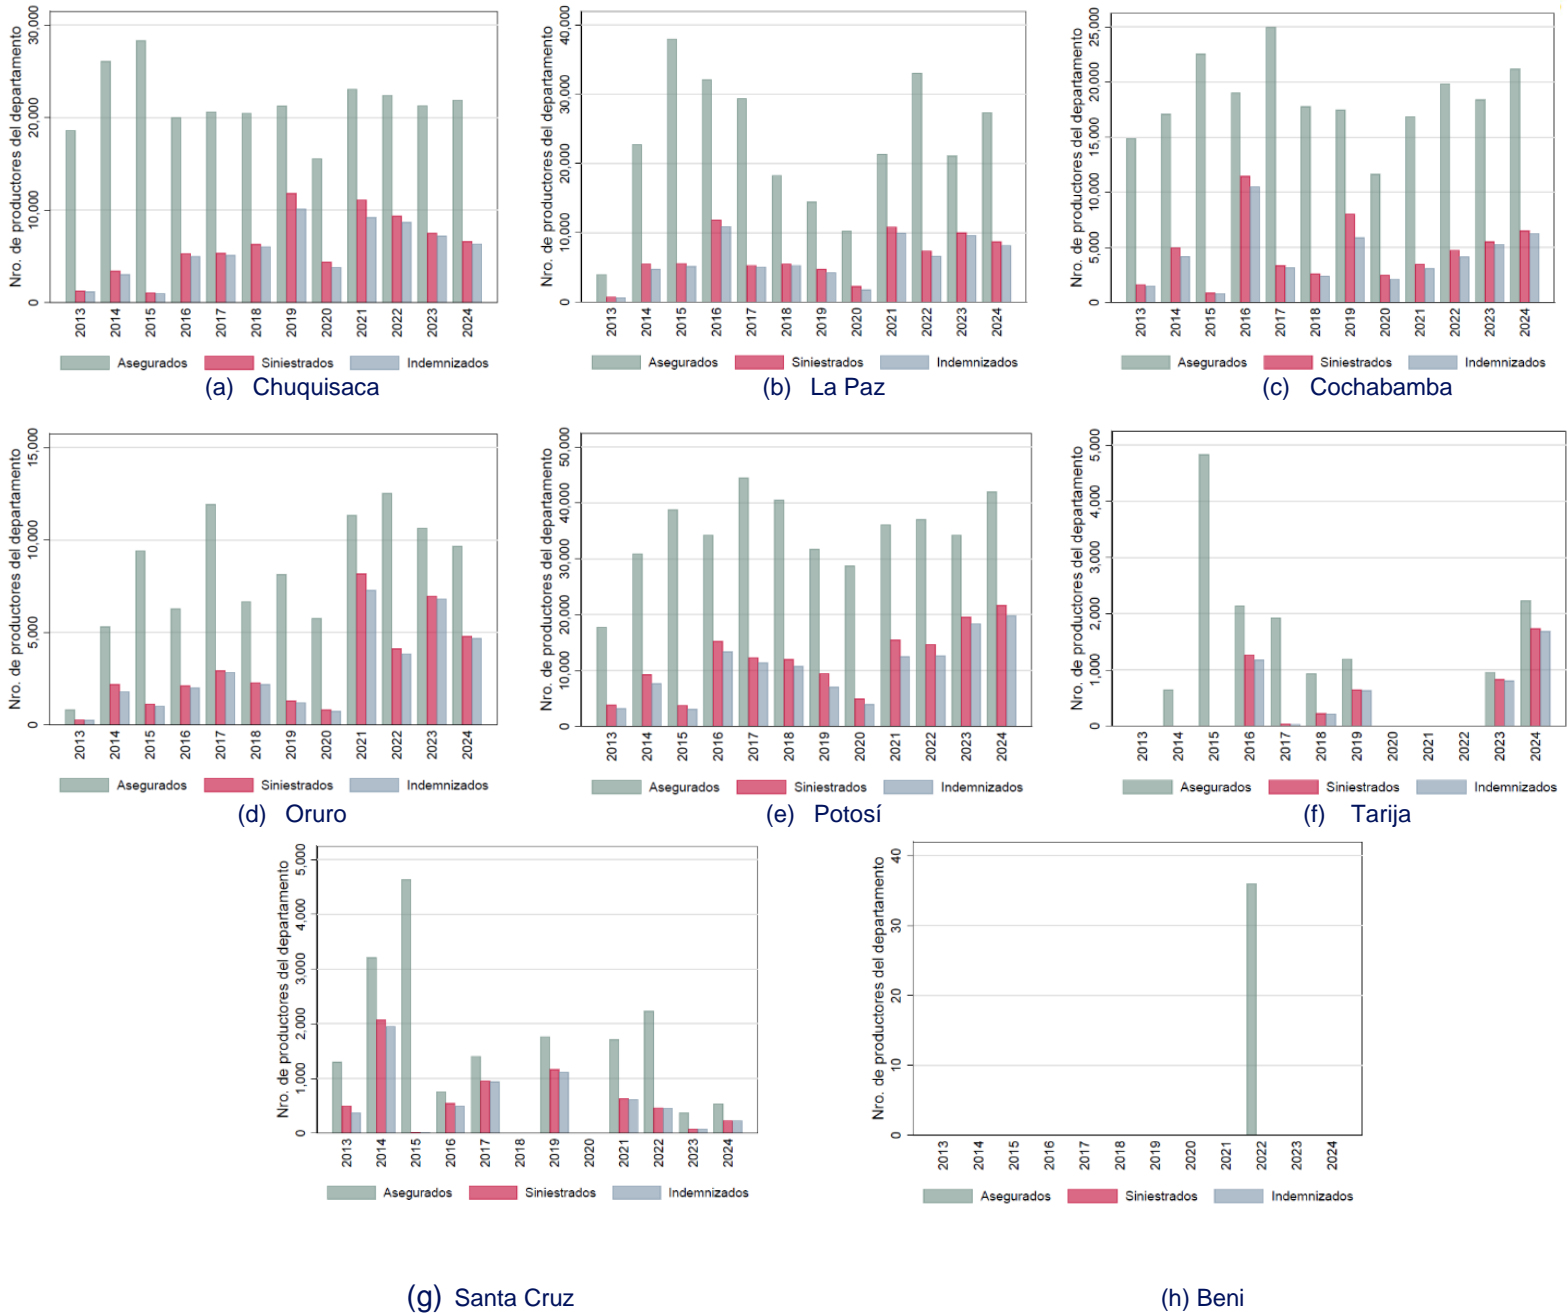 Nro. de productores del departamento
30,000
20,000
10,000
0
2013 2014 2015 2016 2017 2018 2019 2020 2021 2022 2023 2024
Asegurados Siniestrados Indemnizados
(a) Chuquisaca
Nro. de productores del departamento
40,000
30,000
20,000
10,000
0
2013 2014 2015 2016 2017 2018 2019 2020 2021 2022 2023 2024
Asegurados Siniestrados Indemnizados
(b) La Paz
Nro. de productores del departamento
25,000
20,000
15,000
10,000
5,000
0
2013 2014 2015 2016 2017 2018 2019 2020 2021 2022 2023 2024
Asegurados Siniestrados Indemnizados
(c) Cochabamba
Nro. de productores del departamento
15,000
10,000
5,000
0
2013 2014 2015 2016 2017 2018 2019 2020 2021 2022 2023 2024
Asegurados Siniestrados Indemnizados
(d) Oruro
Nro. de productores del departamento
50,000
40,000
30,000
20,000
10,000
0
2013 2014 2015 2016 2017 2018 2019 2020 2021 2022 2023 2024
Asegurados Siniestrados Indemnizados
(e) Potosí
Nro. de productores del departamento
5,000
4,000
3,000
2,000
1,000
0
2013 2014 2015 2016 2017 2018 2019 2020 2021 2022 2023 2024
Asegurados Siniestrados Indemnizados
(f) Tarija
Nro. de productores del departamento
5,000
4,000
3,000
2,000
1,000
0
2013 2014 2015 2016 2017 2018 2019 2020 2021 2022 2023 2024
Asegurados Siniestrados Indemnizados
(g) Santa Cruz
Nro. de productores del departamento
40
30
20
10
0
2013 2014 2015 2016 2017 2018 2019 2020 2021 2022 2023 2024
Asegurados Siniestrados Indemnizados
(h) Beni